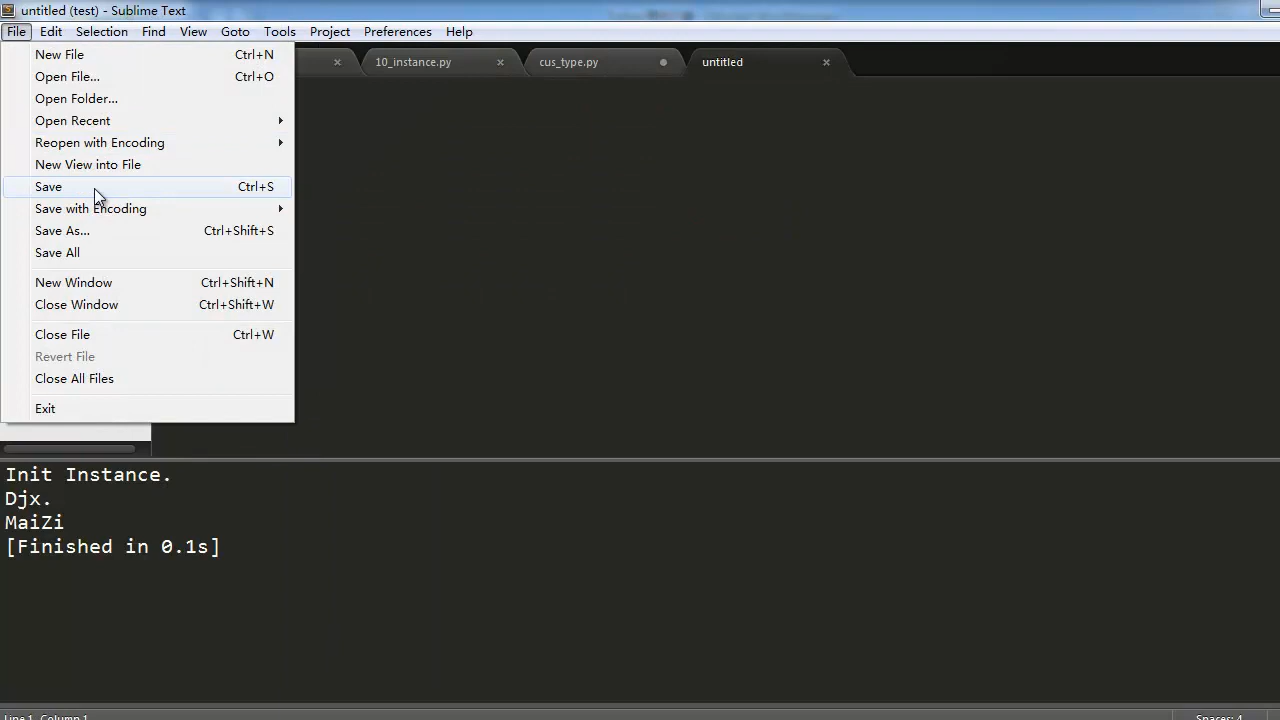 untitled (test) - Sublime Text
File Edit Selection Find View Goto Tools Project Preferences Help
10_instance.py cus_type.py untitled
New File Ctrl+N
Open File... Ctrl+O
Open Folder...
Open Recent
Reopen with Encoding
New View into File
Save Ctrl+S
Save with Encoding
Save As... Ctrl+Shift+S
Save All
New Window Ctrl+Shift+N
Close Window Ctrl+Shift+W
Close File Ctrl+W
Revert File
Close All Files
Exit
Init Instance.
Djx.
MaiZi
[Finished in 0.1s]
Line 1, Column 1 Spaces: 4